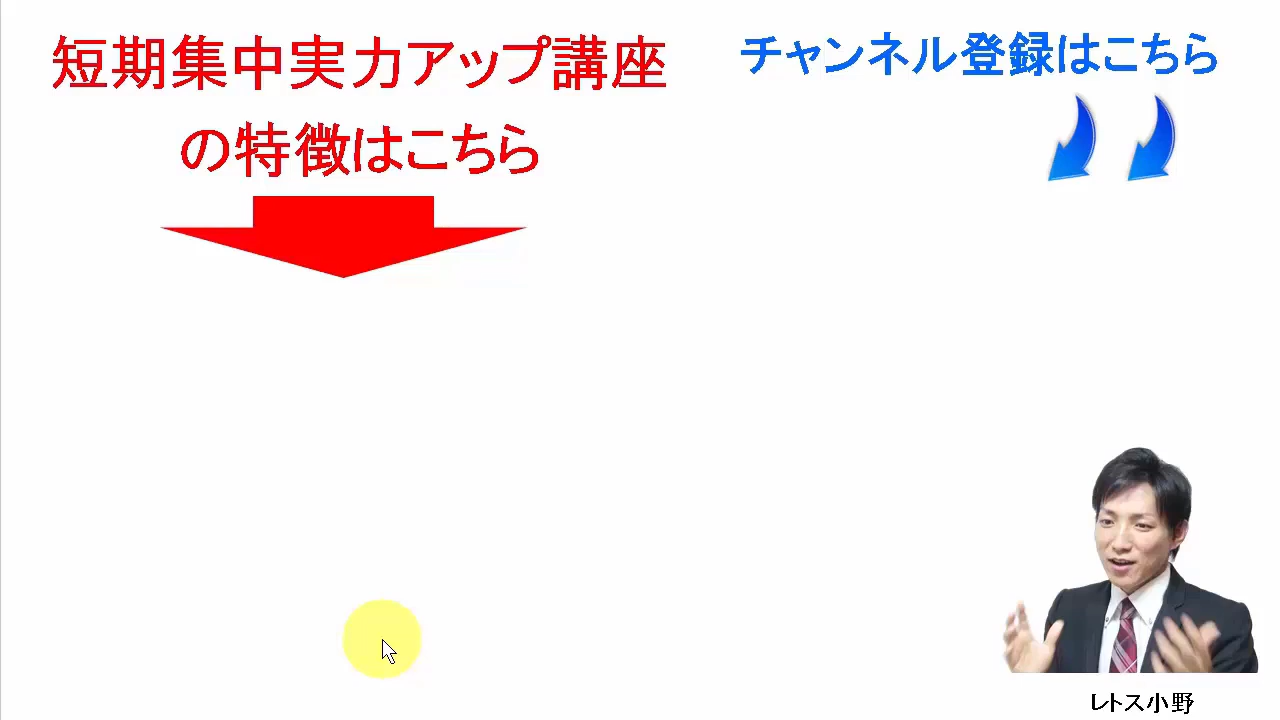 短期集中実力アップ講座
の特徴はこちら
チャンネル登録はこちら
レトス小野